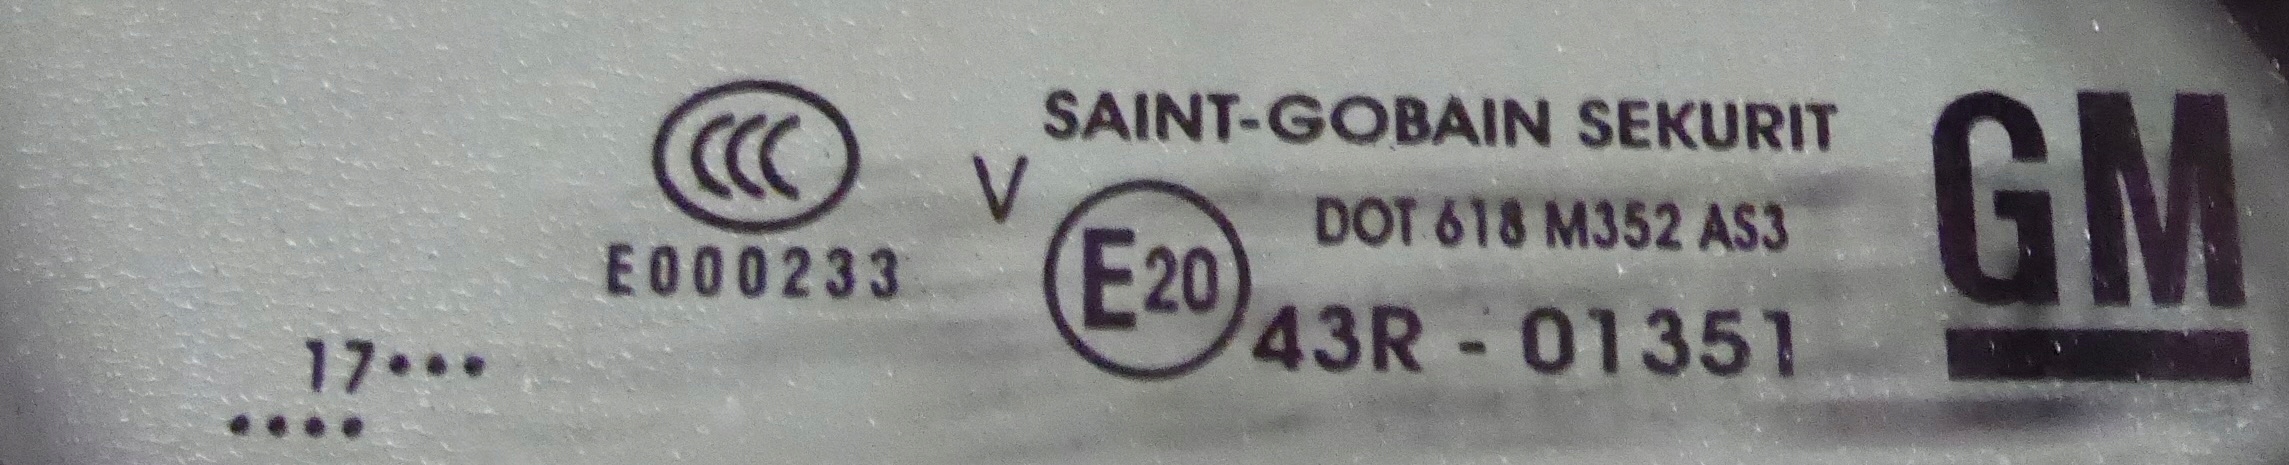 CCC
E000233
17•••
••••
V
SAINT-GOBAIN SEKURIT
DOT 618 M352 AS3
E20
43R - 01351
GM